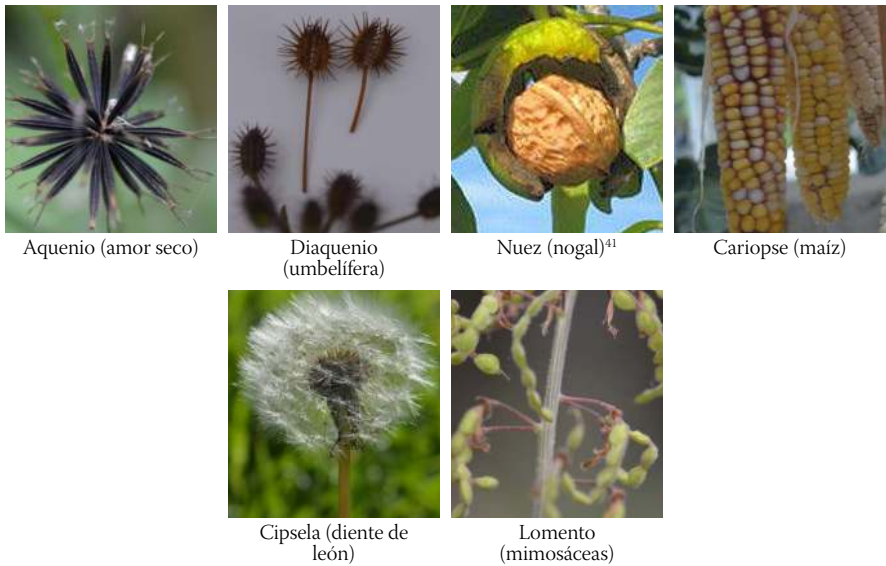 Aquenio (amor seco)
Diaquenio
(umbelífera)
Nuez (nogal)⁴¹
Cariopse (maíz)
Cipsela (diente de
león)
Lomento
(mimosáceas)